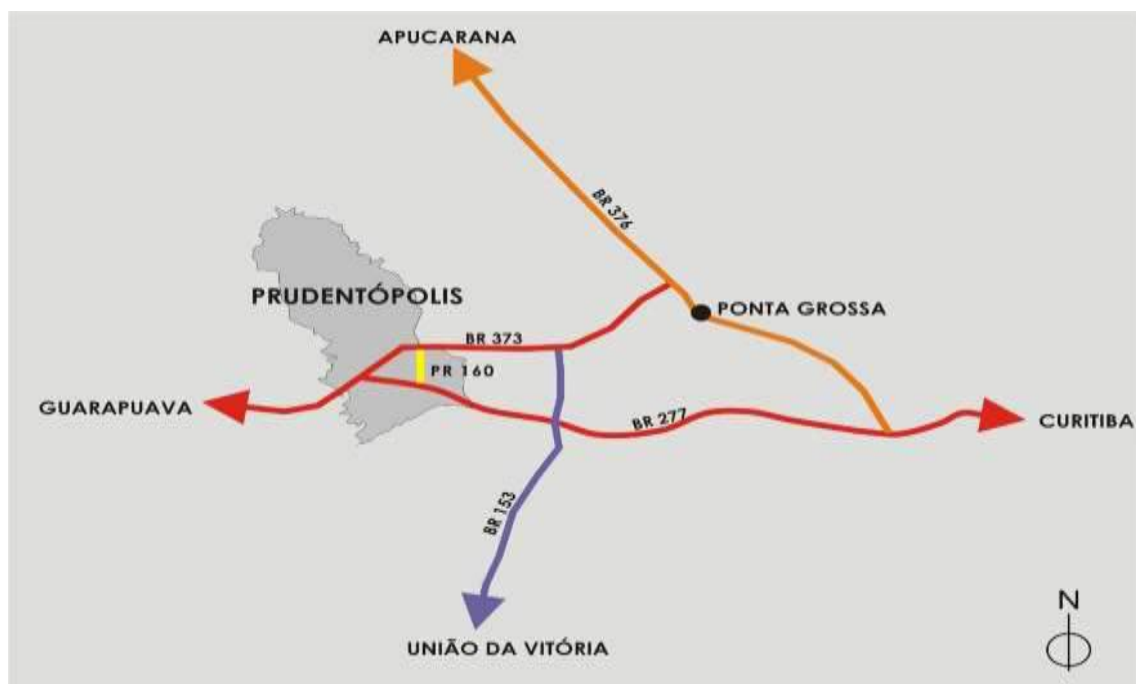 APUCARANA
BR 376
PRUDENTÓPOLIS
PONTA GROSSA
BR 373
PR 160
GUARAPUAVA
BR 277
CURITIBA
BR 153
N
UNIÃO DA VITÓRIA